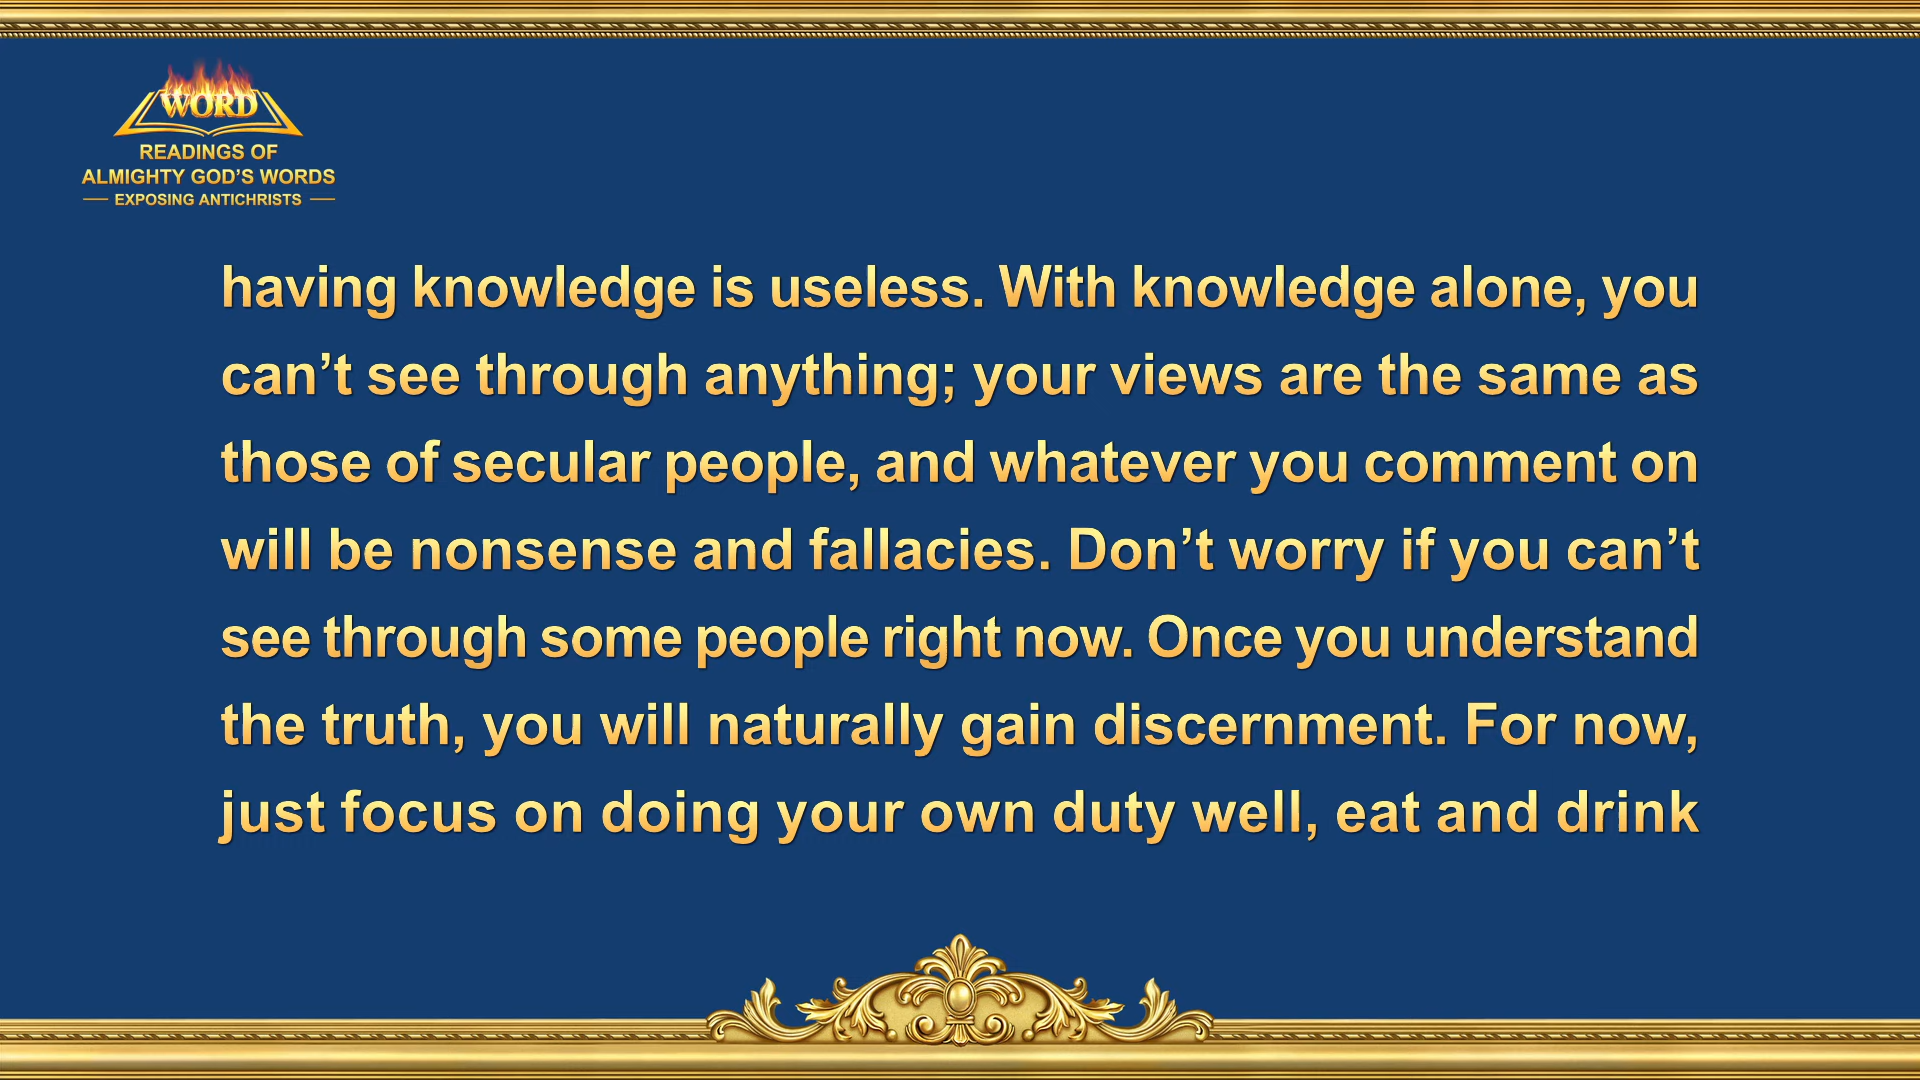 WORD
READINGS OF
ALMIGHTY GOD'S WORDS
EXPOSING ANTICHRISTS
having knowledge is useless. With knowledge alone, you
can’t see through anything; your views are the same as
those of secular people, and whatever you comment on
will be nonsense and fallacies. Don’t worry if you can’t
see through some people right now. Once you understand
the truth, you will naturally gain discernment. For now,
just focus on doing your own duty well, eat and drink